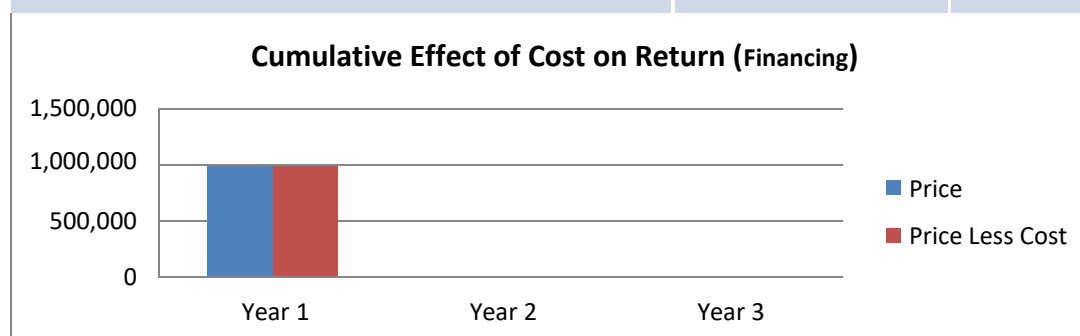 Cumulative Effect of Cost on Return (Financing)
1,500,000
1,000,000
500,000
0
Year 1 Year 2 Year 3
Price
Price Less Cost